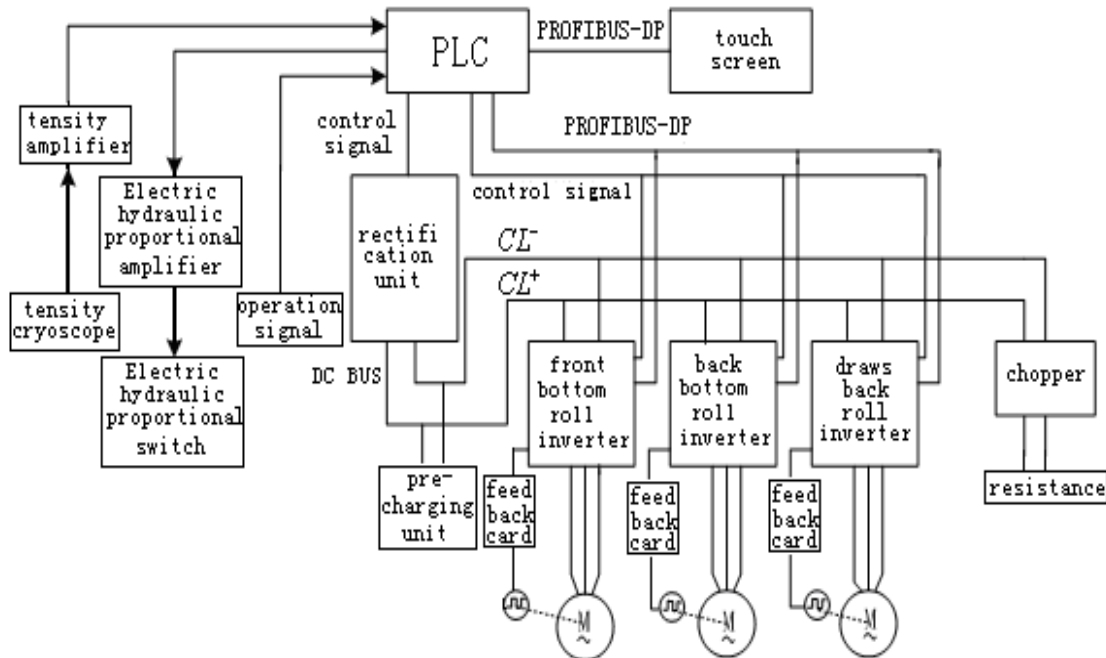 PLC
PROFIBUS-DP
touch
screen
tensity
amplifier
control
signal
PROFIBUS-DP
Electric
hydraulic
proportional
amplifier
rectifi
cation
unit
control signal
CL⁻
CL⁺
tensity
cryoscope
operation
signal
DC BUS
Electric
hydraulic
proportional
switch
front
bottom
roll
inverter
back
bottom
roll
inverter
draws
back
roll
inverter
chopper
pre-
charging
unit
feed
back
card
feed
back
card
feed
back
card
resistance
M
~
M
~
M
~